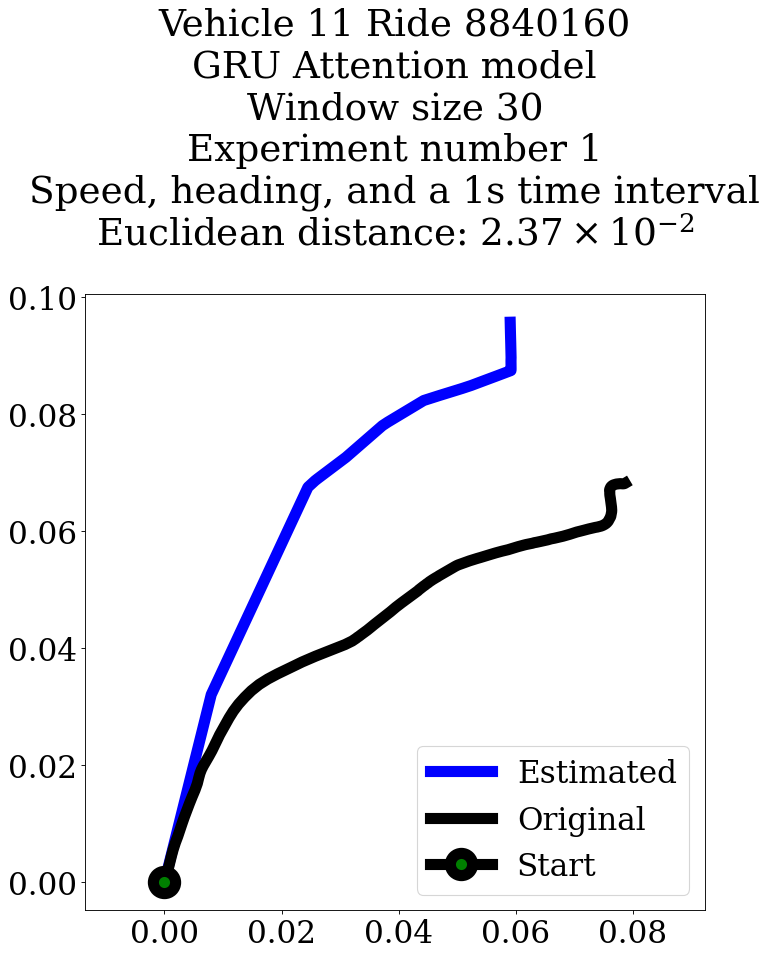 Vehicle 11 Ride 8840160
GRU Attention model
Window size 30
Experiment number 1
Speed, heading, and a 1s time interval
Euclidean distance: 2.37 × 10⁻²
0.10
0.08
0.06
0.04
0.02
0.00
Estimated
Original
Start
0.00 0.02 0.04 0.06 0.08